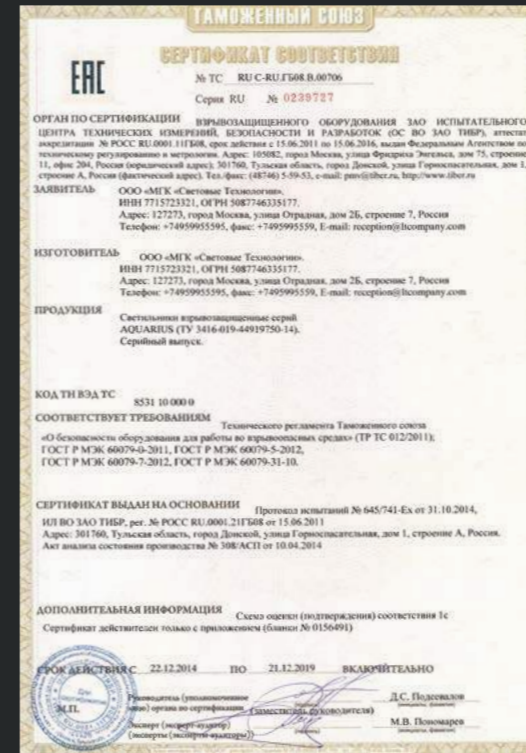 ТАМОЖЕННЫЙ СОЮЗ
СЕРТИФИКАТ СООТВЕТСТВИЯ
ЕАС
№ ТС RU C-RU.ГБ08.В.00706
Серия RU № 0239727
ОРГАН ПО СЕРТИФИКАЦИИ ВЗРЫВОЗАЩИЩЕННОГО ОБОРУДОВАНИЯ ЗАО ИСПЫТАТЕЛЬНОГО
ЦЕНТРА ТЕХНИЧЕСКИХ ИЗМЕРЕНИЙ, БЕЗОПАСНОСТИ И РАЗРАБОТОК (ОС ВО ЗАО ТИБР), аттестат
аккредитации № РОСС RU.0001.11ГБ08, срок действия с 15.06.2011 по 15.06.2016, выдан Федеральным Агентством по
техническому регулированию и метрологии. Адрес: 105082, город Москва, улица Фридриха Энгельса, дом 75, строение
11, офис 204, Россия (юридический адрес); 301760, Тульская область, город Донской, улица Горноспасательная, дом 1,
строение А, Россия (фактический адрес). Тел./факс: (48746) 5-59-53, e-mail: pmv@tiber.ru, http://www.tiber.ru
ЗАЯВИТЕЛЬ ООО «МГК «Световые Технологии».
ИНН 7715723321, ОГРН 5087746335177.
Адрес: 127273, город Москва, улица Отрадная, дом 2Б, строение 7, Россия
Телефон: +74959955595, факс: +74959955559, E-mail: reception@ltcompany.com
ИЗГОТОВИТЕЛЬ ООО «МГК «Световые Технологии».
ИНН 7715723321, ОГРН 5087746335177.
Адрес: 127273, город Москва, улица Отрадная, дом 2Б, строение 7, Россия
Телефон: +74959955595, факс: +74959955559, E-mail: reception@ltcompany.com
ПРОДУКЦИЯ Светильники взрывозащищенные серий
AQUARIUS (ТУ 3416-019-44919750-14).
Серийный выпуск.
КОД ТН ВЭД ТС 8531 10 000 0
СООТВЕТСТВУЕТ ТРЕБОВАНИЯМ Технического регламента Таможенного союза
«О безопасности оборудования для работы во взрывоопасных средах» (ТР ТС 012/2011);
ГОСТ Р МЭК 60079-0-2011, ГОСТ Р МЭК 60079-5-2012,
ГОСТ Р МЭК 60079-7-2012, ГОСТ Р МЭК 60079-31-10.
СЕРТИФИКАТ ВЫДАН НА ОСНОВАНИИ Протокол испытаний № 645/741-Ex от 31.10.2014,
ИЛ ВО ЗАО ТИБР, рег. № РОСС RU.0001.21ГБ08 от 15.06.2011
Адрес: 301760, Тульская область, город Донской, улица Горноспасательная, дом 1, строение А, Россия.
Акт анализа состояния производства № 308/АСП от 10.04.2014
ДОПОЛНИТЕЛЬНАЯ ИНФОРМАЦИЯ Схема оценки (подтверждения) соответствия 1с
Сертификат действителен только с приложением (бланки № 0156491)
СРОК ДЕЙСТВИЯ С 22.12.2014 ПО 21.12.2019 ВКЛЮЧИТЕЛЬНО
М.П.
Руководитель (уполномоченное
лицо) органа по сертификации (заместитель руководителя) Д.С. Подсевалов
Эксперт (эксперт-аудитор)
(эксперты (эксперты-аудиторы)) М.В. Пономарев